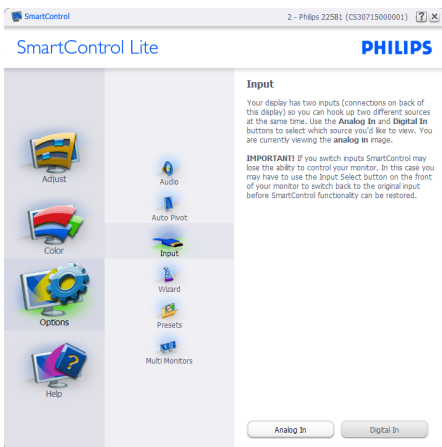 SmartControl
2 - Philips 225B1 (CS30715000001)
SmartControl Lite
PHILIPS
Adjust
Color
Options
Help
Audio
Auto Pivot
Input
Wizard
Presets
Multi Monitors
Input
Your display has two inputs (connections on back of
this display) so you can hook up two different sources
at the same time. Use the Analog In and Digital In
buttons to select which source you'd like to view. You
are currently viewing the analog in image.
IMPORTANT! If you switch inputs SmartControl may
lose the ability to control your monitor. In this case you
may have to use the Input Select button on the front
of your monitor to switch back to the original input
before SmartControl functionality can be restored.
Analog In
Digital In